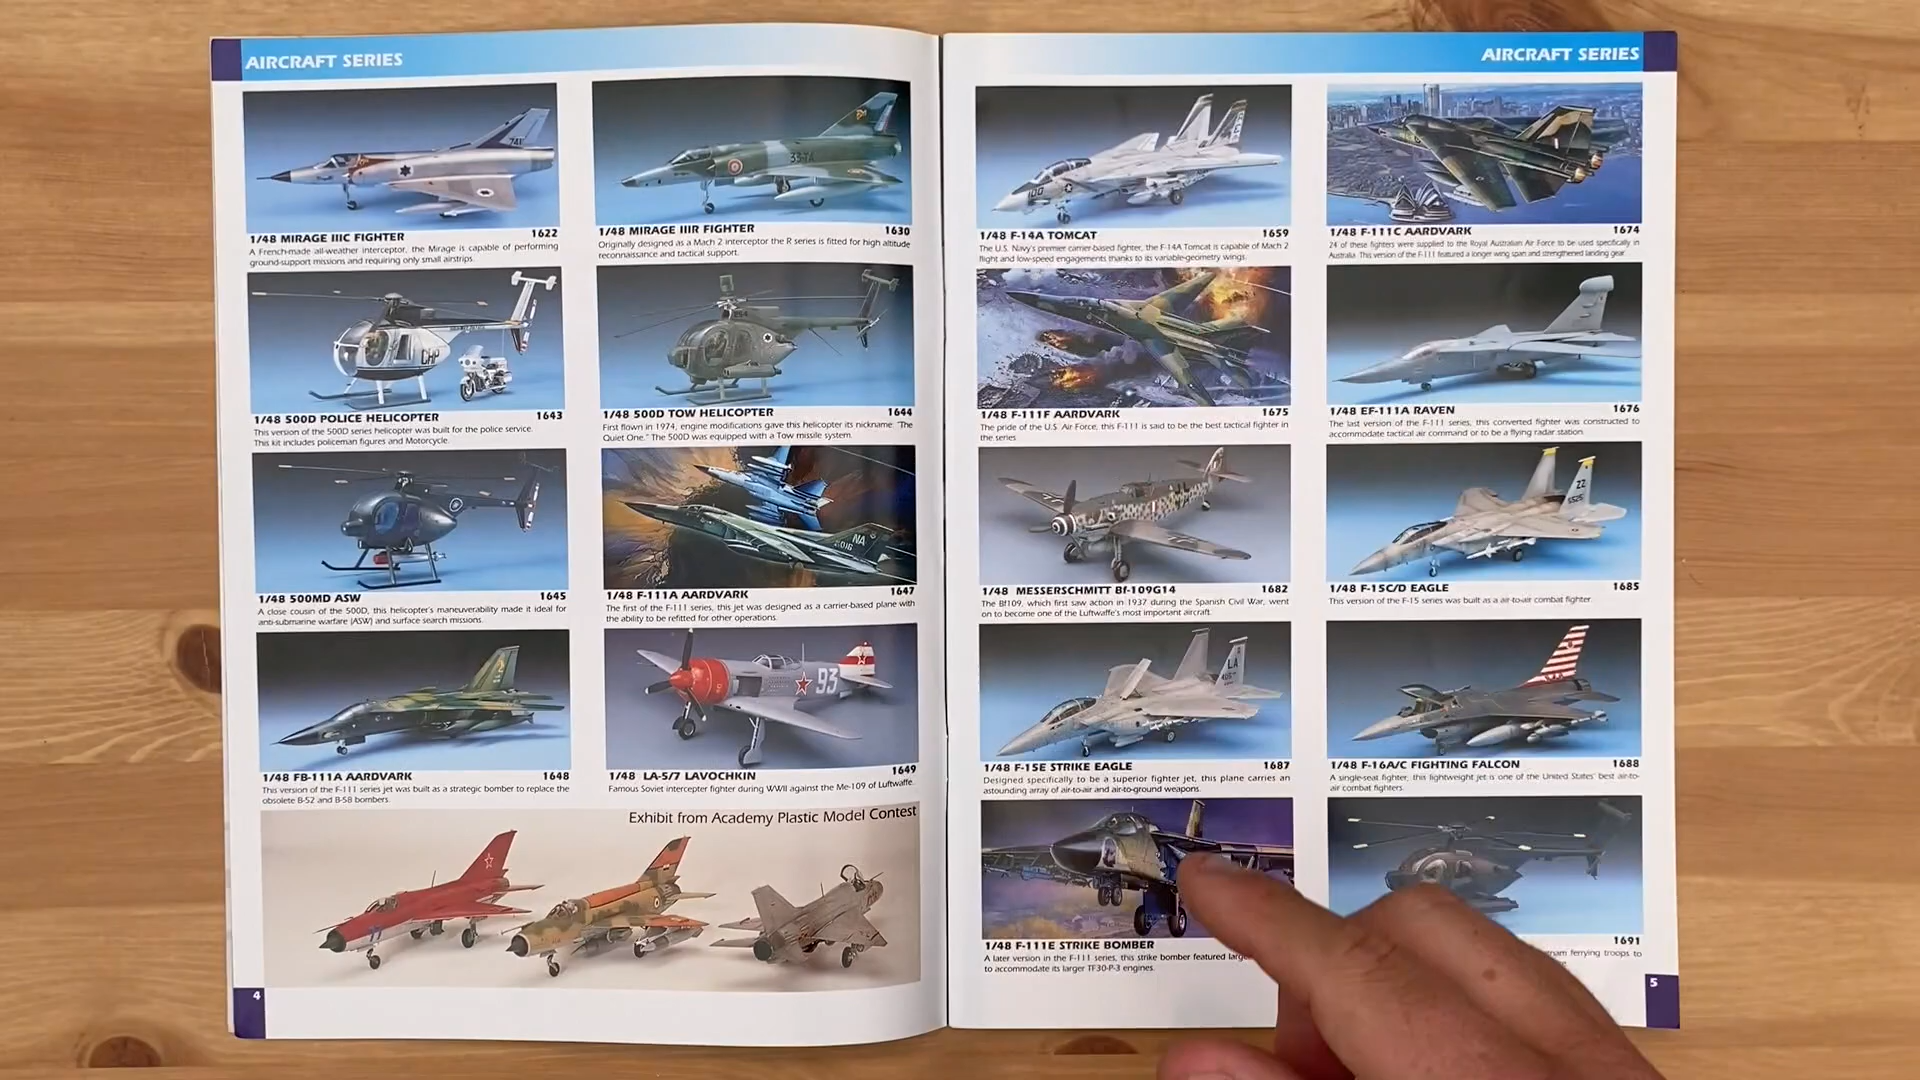 AIRCRAFT SERIES
1/48 MIRAGE IIIC FIGHTER 1622
A French-made all-weather interceptor, the Mirage is capable of performing
ground-support missions and requiring only small airstrips.
1/48 MIRAGE IIIR FIGHTER 1630
Originally designed as a Mach 2 interceptor the R series is fitted for high altitude
reconnaissance and tactical support.
CHP
1/48 500D POLICE HELICOPTER 1643
This version of the 500D series helicopter was built for the police service.
This kit includes policeman figures and Motorcycle.
1/48 500D TOW HELICOPTER 1644
First flown in 1974, engine modifications gave this helicopter its nickname: "The
Quiet One." The 500D was equipped with a Tow missile system.
1/48 500MD ASW 1645
A close cousin of the 500D, this helicopter's maneuverability made it ideal for
anti-submarine warfare (ASW) and surface search missions.
NA
1/48 F-111A AARDVARK 1647
The first of the F-111 series, this jet was designed as a carrier-based plane with
the ability to be refitted for other operations.
1/48 FB-111A AARDVARK 1648
This version of the F-111 series jet was built as a strategic bomber to replace the
obsolete B-52 and B-58 bombers.
93
1/48 LA-5/7 LAVOCHKIN 1649
Famous Soviet intercepter fighter during WWII against the Me-109 of Luftwaffe.
Exhibit from Academy Plastic Model Contest
4
AIRCRAFT SERIES
100
1/48 F-14A TOMCAT 1659
The U.S. Navy's premier carrier-based fighter, the F-14A Tomcat is capable of Mach 2
flight and low-speed engagements thanks to its variable-geometry wings.
1/48 F-111C AARDVARK 1674
24 of these fighters were supplied to the Royal Australian Air Force to be used specifically in
Australia. This version of the F-111 featured a longer wing span and strengthened landing gear.
1/48 F-111F AARDVARK 1675
The pride of the U.S. Air Force, this F-111 is said to be the best tactical fighter in
the series.
1/48 EF-111A RAVEN 1676
The last version of the F-111 series, this converted fighter was constructed to
accommodate tactical air command or to be a flying radar station.
1/48 MESSERSCHMITT Bf-109G14 1682
The Bf109, which first saw action in 1937 during the Spanish Civil War, went
on to become one of the Luftwaffe's most important aircraft.
ZZ
1/48 F-15C/D EAGLE 1685
This version of the F-15 series was built as a air-to-air combat fighter.
LA
1/48 F-15E STRIKE EAGLE 1687
Designed specifically to be a superior fighter jet, this plane carries an
astounding array of air-to-air and air-to-ground weapons.
1/48 F-16A/C FIGHTING FALCON 1688
A single-seat fighter, this lightweight jet is one of the United States' best air-to-
air combat fighters.
1/48 F-111E STRIKE BOMBER
A later version in the F-111 series, this strike bomber featured
to accommodate its larger TF30-P-3 engines.
1691
ferrying troops to
5